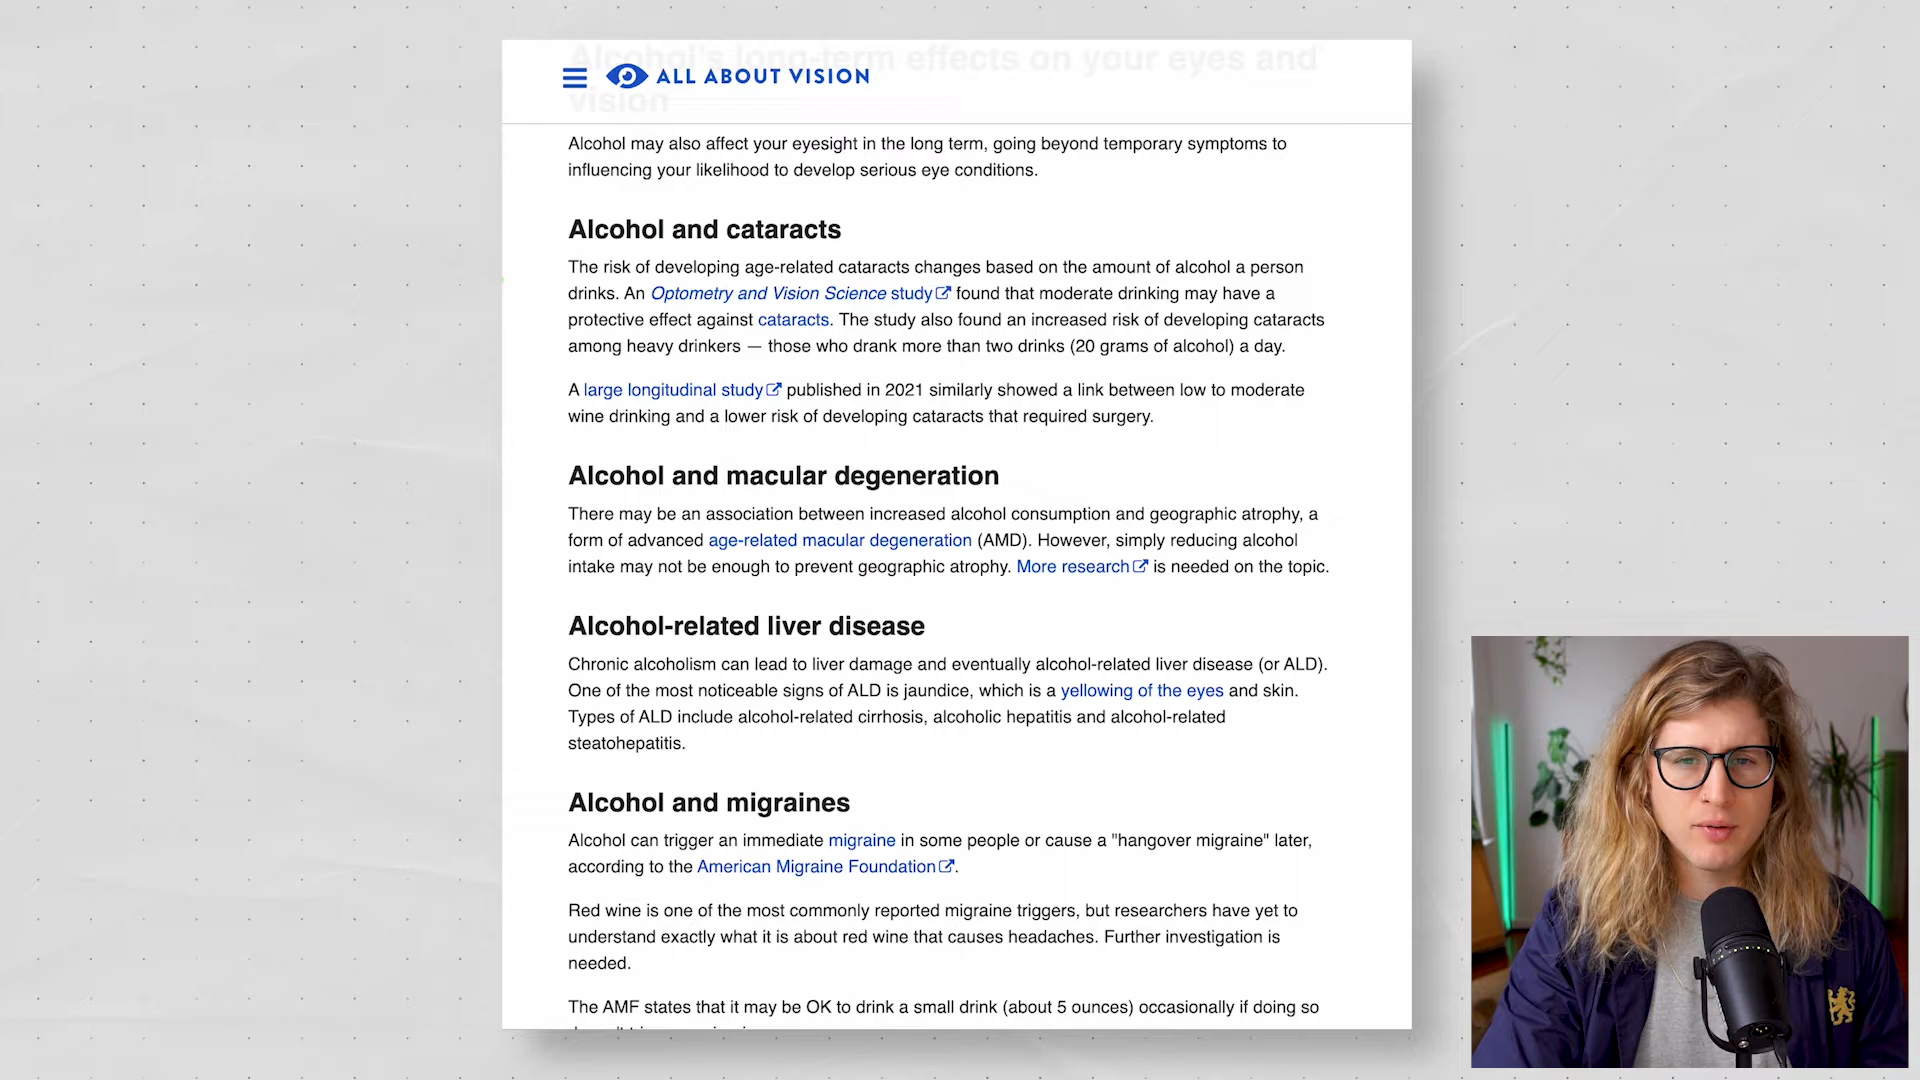 Alcohol's long-term effects on your eyes and
vision
ALL ABOUT VISION
Alcohol may also affect your eyesight in the long term, going beyond temporary symptoms to
influencing your likelihood to develop serious eye conditions.
Alcohol and cataracts
The risk of developing age-related cataracts changes based on the amount of alcohol a person
drinks. An Optometry and Vision Science study found that moderate drinking may have a
protective effect against cataracts. The study also found an increased risk of developing cataracts
among heavy drinkers — those who drank more than two drinks (20 grams of alcohol) a day.
A large longitudinal study published in 2021 similarly showed a link between low to moderate
wine drinking and a lower risk of developing cataracts that required surgery.
Alcohol and macular degeneration
There may be an association between increased alcohol consumption and geographic atrophy, a
form of advanced age-related macular degeneration (AMD). However, simply reducing alcohol
intake may not be enough to prevent geographic atrophy. More research is needed on the topic.
Alcohol-related liver disease
Chronic alcoholism can lead to liver damage and eventually alcohol-related liver disease (or ALD).
One of the most noticeable signs of ALD is jaundice, which is a yellowing of the eyes and skin.
Types of ALD include alcohol-related cirrhosis, alcoholic hepatitis and alcohol-related
steatohepatitis.
Alcohol and migraines
Alcohol can trigger an immediate migraine in some people or cause a "hangover migraine" later,
according to the American Migraine Foundation.
Red wine is one of the most commonly reported migraine triggers, but researchers have yet to
understand exactly what it is about red wine that causes headaches. Further investigation is
needed.
The AMF states that it may be OK to drink a small drink (about 5 ounces) occasionally if doing so